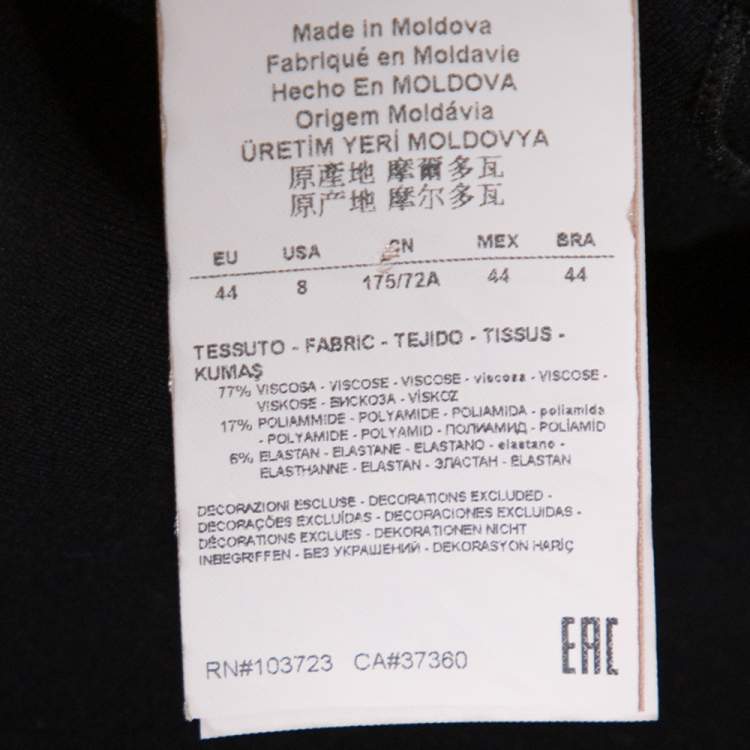 Made in Moldova
Fabriqué en Moldavie
Hecho En MOLDOVA
Origem Moldávia
ÜRETİM YERİ MOLDOVYA
原產地 摩爾多瓦
原产地 摩尔多瓦
EU USA CN MEX BRA
44 8 175/72A 44 44
TESSUTO - FABRIC - TEJIDO - TISSUS -
KUMAŞ
77% VISCOSA - VISCOSE - VISCOSE - viscosa - VISCOSE -
VISKOSE - ВИСКОЗА - VİSKOZ
17% POLIAMMIDE - POLYAMIDE - POLIAMIDA - poliamida
- POLYAMIDE - POLYAMID - ПОЛИАМИД - POLİAMİD
6% ELASTAN - ELASTANE - ELASTANO - elastano -
ELASTHANNE - ELASTAN - ЭЛАСТАН - ELASTAN
DECORAZIONI ESCLUSE - DECORATIONS EXCLUDED -
DECORAÇÕES EXCLUÍDAS - DECORACIONES EXCLUIDAS -
DÉCORATIONS EXCLUES - DEKORATIONEN NICHT
INBEGRIFFEN - БЕЗ УКРАШЕНИЙ - DEKORASYON HARİÇ
RN#103723 CA#37360
EAC